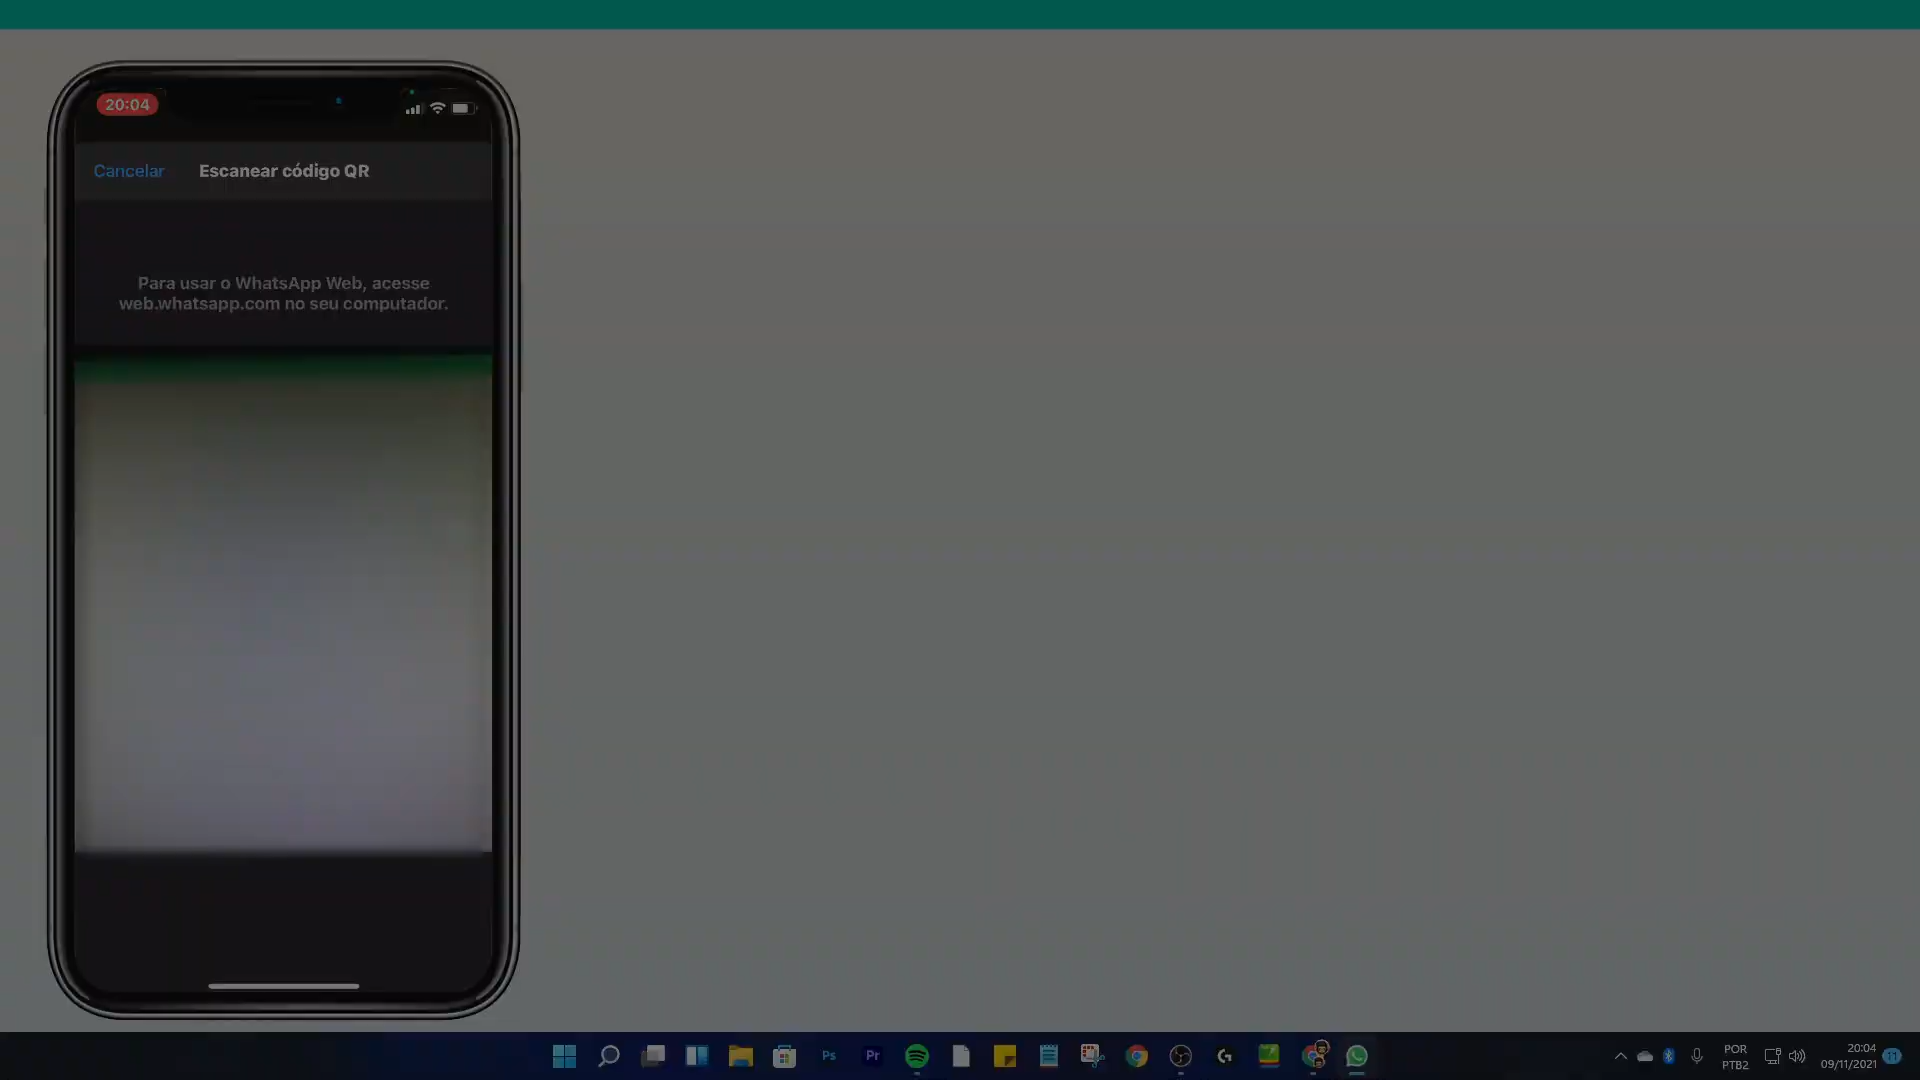 20:04
Cancelar
Escanear código QR
Para usar o WhatsApp Web, acesse
web.whatsapp.com no seu computador.
Ps
Pr
POR
PTB2
20:04
09/11/2021
11